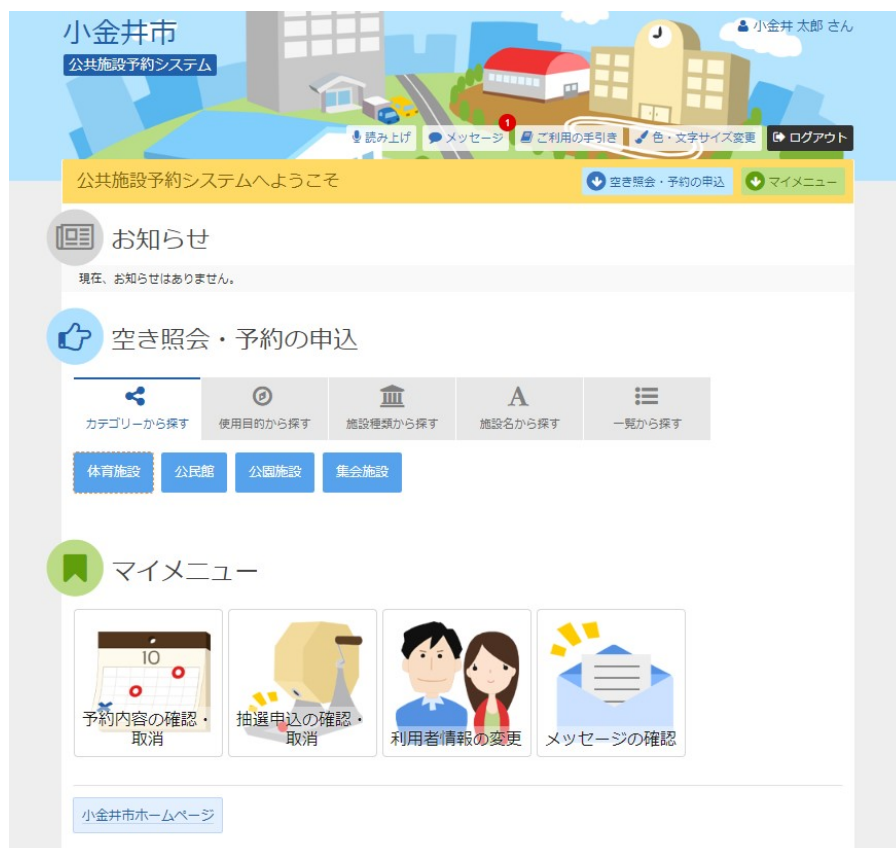 小金井市
公共施設予約システム
小金井 太郎 さん
読み上げ
メッセージ
1
ご利用の手引き
色・文字サイズ変更
ログアウト
公共施設予約システムへようこそ
空き照会・予約の申込
マイメニュー
お知らせ
現在、お知らせはありません。
空き照会・予約の申込
カテゴリーから探す
使用目的から探す
施設種類から探す
A
施設名から探す
一覧から探す
体育施設
公民館
公園施設
集会施設
マイメニュー
10
予約内容の確認・
取消
抽選申込の確認・
取消
利用者情報の変更
メッセージの確認
小金井市ホームページ